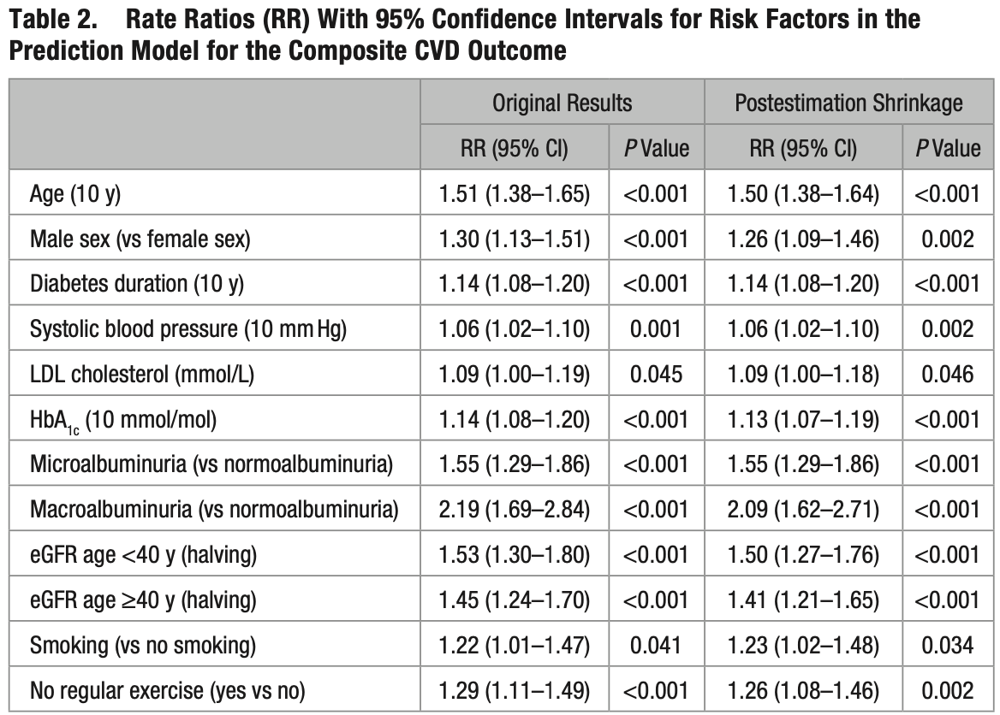 Table 2. Rate Ratios (RR) With 95% Confidence Intervals for Risk Factors in the
Prediction Model for the Composite CVD Outcome
Original Results Postestimation Shrinkage
RR (95% CI) P Value RR (95% CI) P Value
Age (10 y) 1.51 (1.38–1.65) <0.001 1.50 (1.38–1.64) <0.001
Male sex (vs female sex) 1.30 (1.13–1.51) <0.001 1.26 (1.09–1.46) 0.002
Diabetes duration (10 y) 1.14 (1.08–1.20) <0.001 1.14 (1.08–1.20) <0.001
Systolic blood pressure (10 mm Hg) 1.06 (1.02–1.10) 0.001 1.06 (1.02–1.10) 0.002
LDL cholesterol (mmol/L) 1.09 (1.00–1.19) 0.045 1.09 (1.00–1.18) 0.046
HbA1c (10 mmol/mol) 1.14 (1.08–1.20) <0.001 1.13 (1.07–1.19) <0.001
Microalbuminuria (vs normoalbuminuria) 1.55 (1.29–1.86) <0.001 1.55 (1.29–1.86) <0.001
Macroalbuminuria (vs normoalbuminuria) 2.19 (1.69–2.84) <0.001 2.09 (1.62–2.71) <0.001
eGFR age <40 y (halving) 1.53 (1.30–1.80) <0.001 1.50 (1.27–1.76) <0.001
eGFR age ≥40 y (halving) 1.45 (1.24–1.70) <0.001 1.41 (1.21–1.65) <0.001
Smoking (vs no smoking) 1.22 (1.01–1.47) 0.041 1.23 (1.02–1.48) 0.034
No regular exercise (yes vs no) 1.29 (1.11–1.49) <0.001 1.26 (1.08–1.46) 0.002